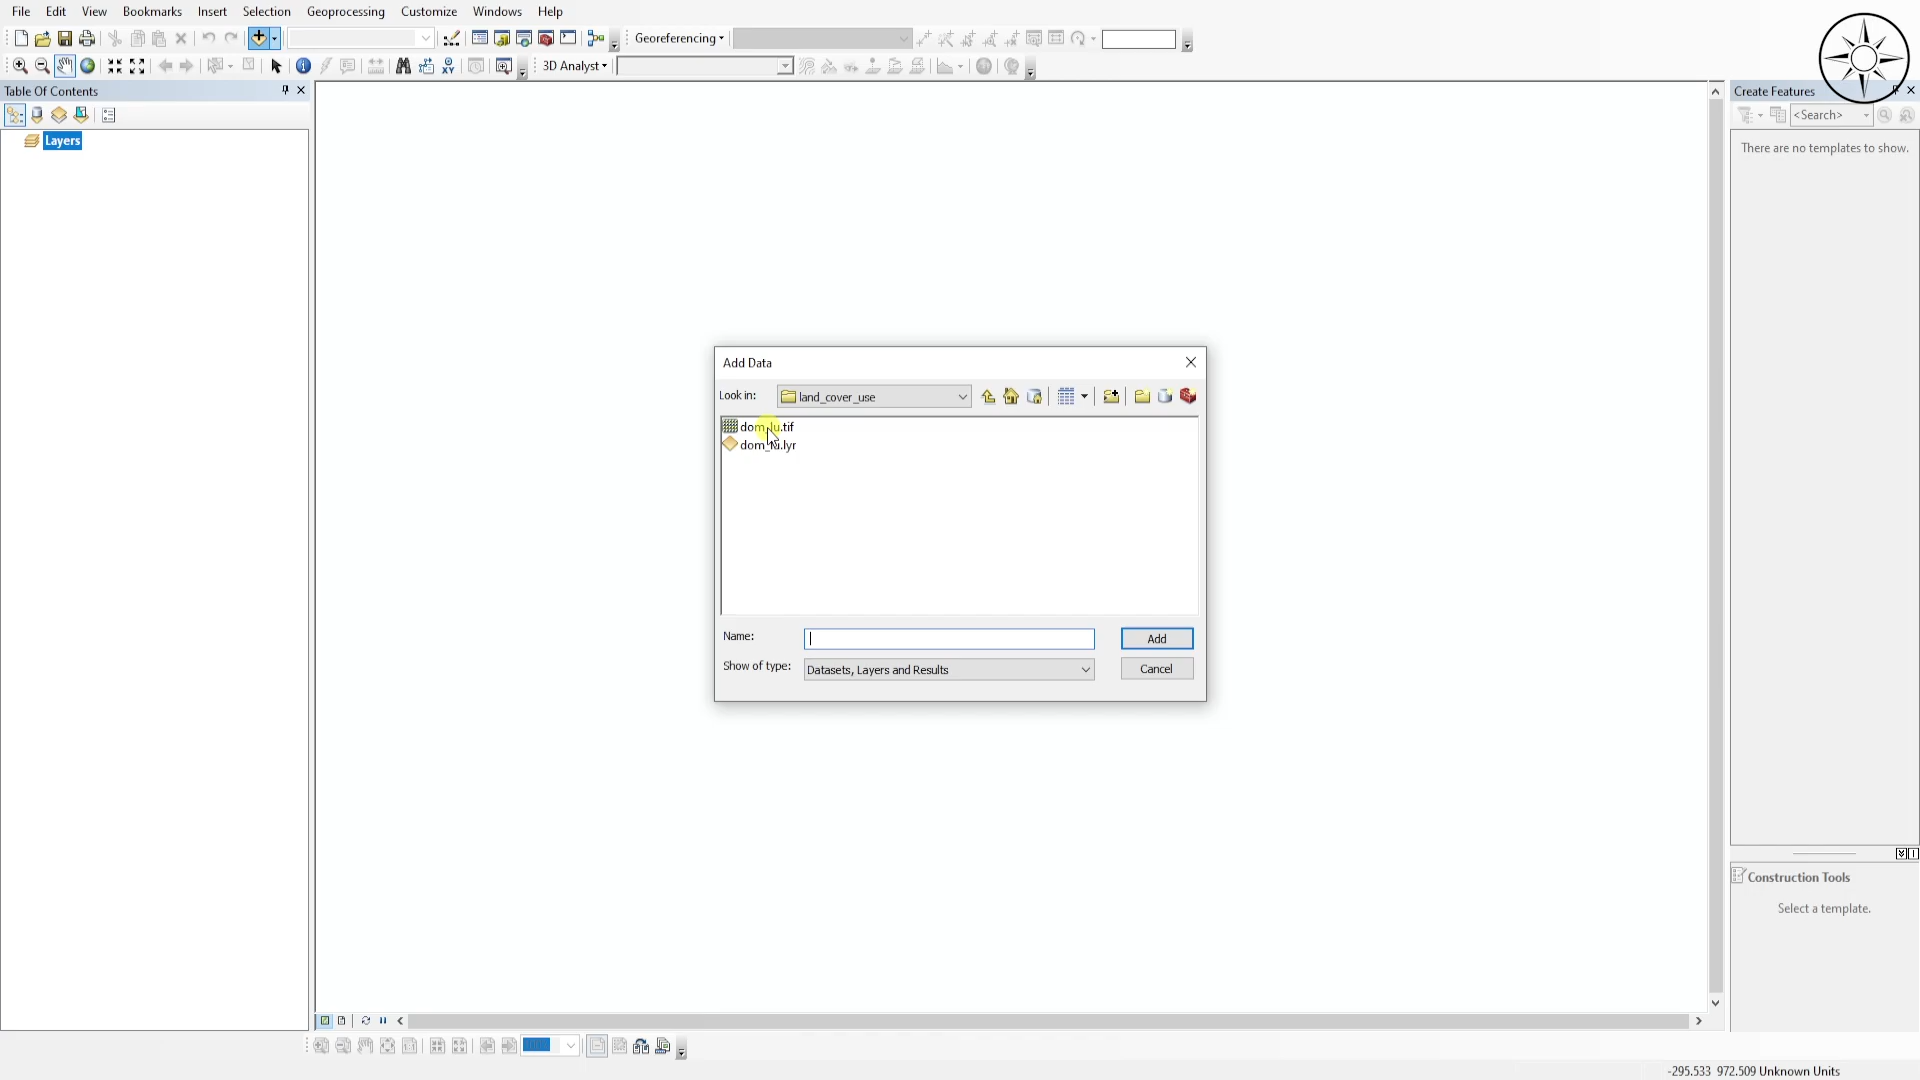 File Edit View Bookmarks Insert Selection Geoprocessing Customize Windows Help
Georeferencing
3D Analyst
Table Of Contents
Layers
Create Features
<Search>
There are no templates to show.
Add Data
Look in: land_cover_use
dom_lu.tif
dom_lu.lyr
Name:
Add
Show of type: Datasets, Layers and Results
Cancel
Construction Tools
Select a template.
-295.533 972.509 Unknown Units